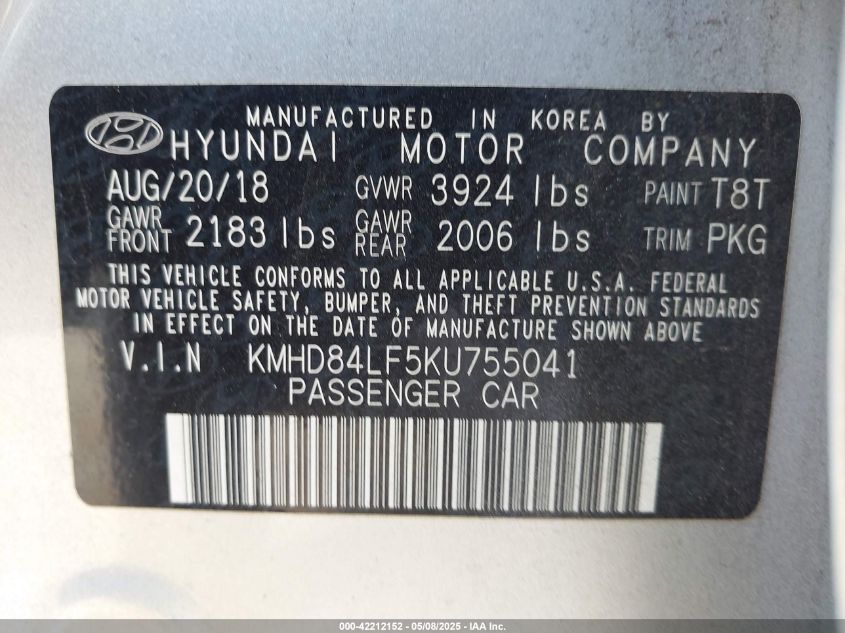 MANUFACTURED IN KOREA BY
HYUNDAI MOTOR COMPANY
AUG/20/18 GVWR 3924 lbs PAINT T8T
GAWR FRONT 2183 lbs GAWR REAR 2006 lbs TRIM PKG
THIS VEHICLE CONFORMS TO ALL APPLICABLE U.S.A. FEDERAL
MOTOR VEHICLE SAFETY, BUMPER, AND THEFT PREVENTION STANDARDS
IN EFFECT ON THE DATE OF MANUFACTURE SHOWN ABOVE
V.I.N KMHD84LF5KU755041
PASSENGER CAR
000-42212152 — 05/08/2025 — IAA Inc.